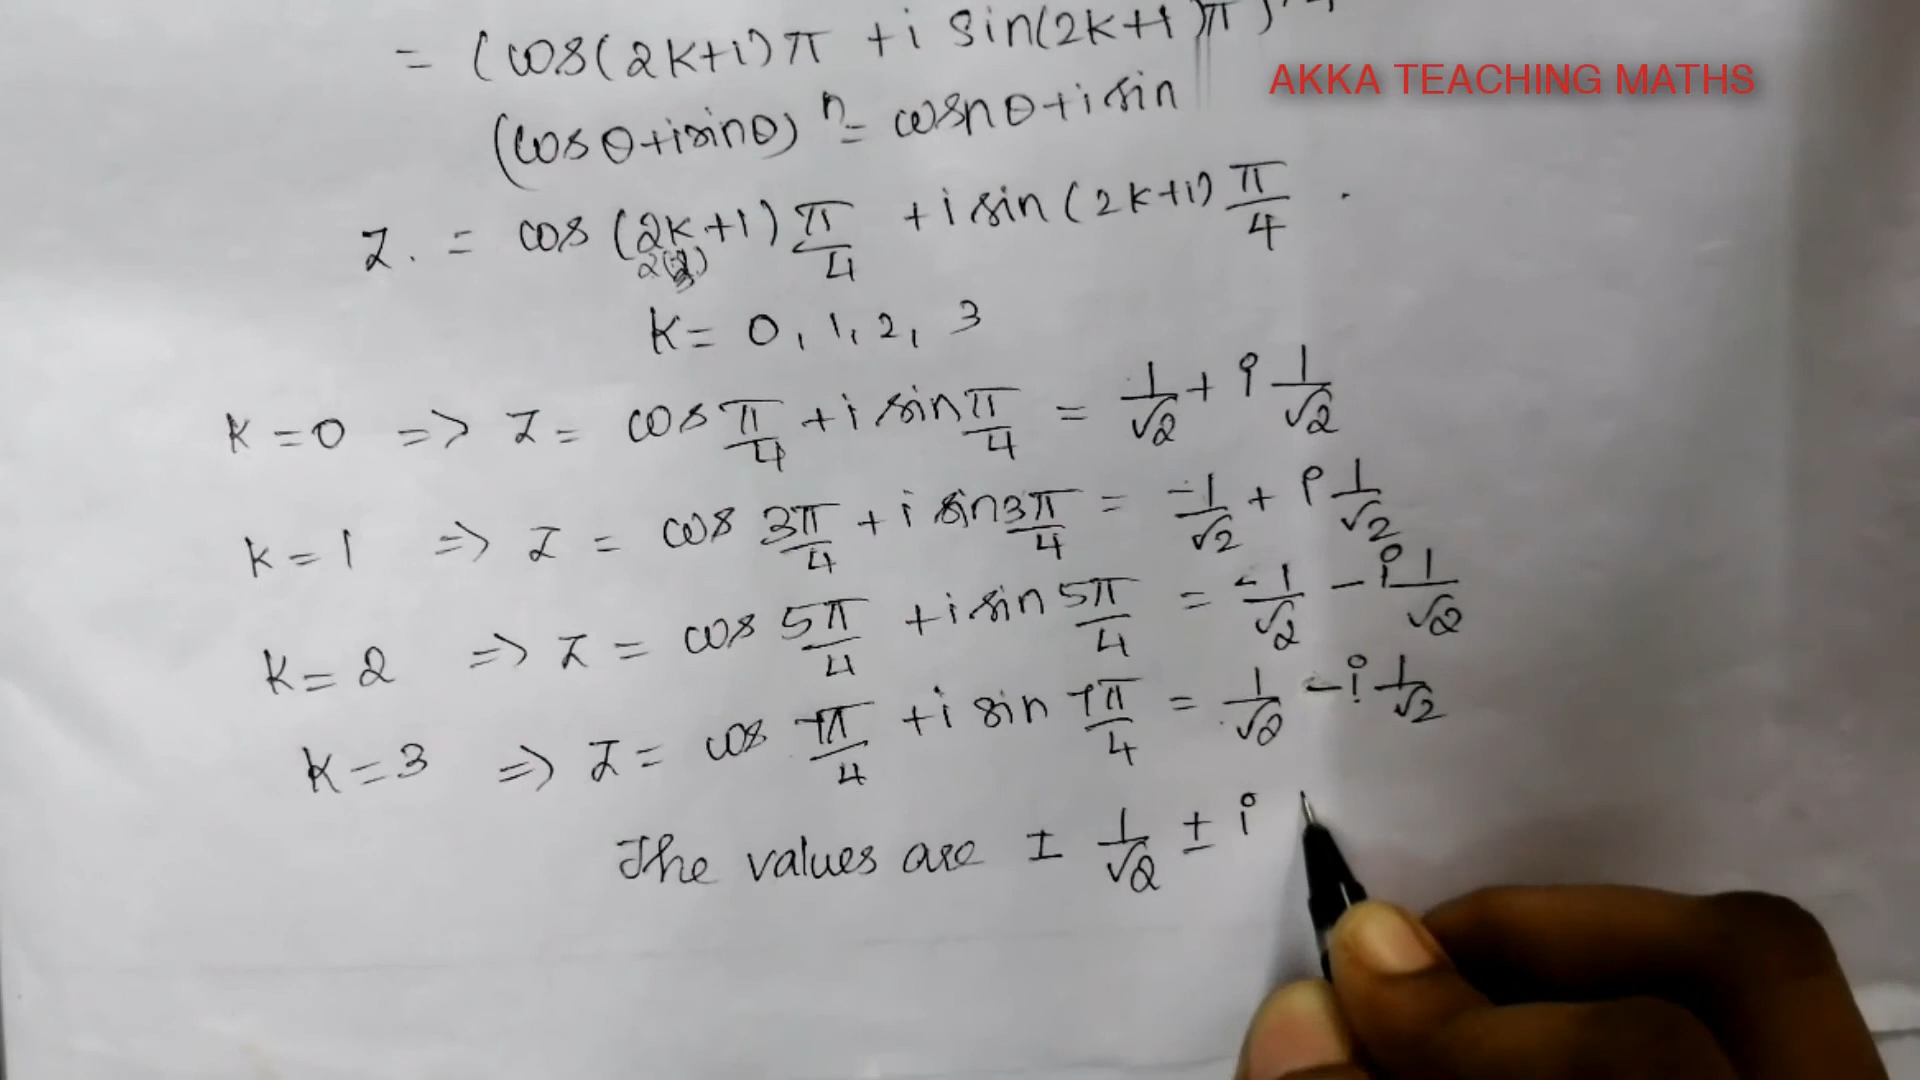 = (cos(2k+1)π + i sin(2k+1)π)
AKKA TEACHING MATHS
(cosθ+isinθ)ⁿ = cosnθ+isin
Z. = cos (2k+1) π/4 + i sin (2k+1) π/4 .
K = 0, 1, 2, 3
K = 0 => Z = cos π/4 + i sin π/4 = 1/√2 + i 1/√2
k = 1 => Z = cos 3π/4 + i sin 3π/4 = -1/√2 + i 1/√2
K = 2 => Z = cos 5π/4 + i sin 5π/4 = -1/√2 - i 1/√2
K = 3 => Z = cos 7π/4 + i sin 7π/4 = 1/√2 - i 1/√2
The values are ± 1/√2 ± i